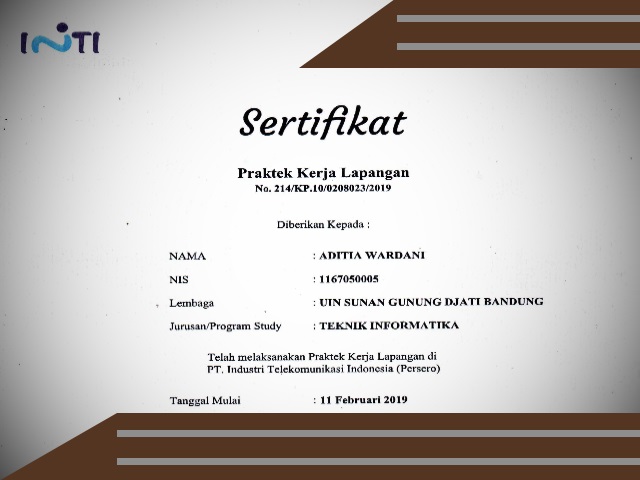 INTI
Sertifikat
Praktek Kerja Lapangan
No. 214/KP.10/0208023/2019
Diberikan Kepada :
NAMA : ADITIA WARDANI
NIS : 1167050005
Lembaga : UIN SUNAN GUNUNG DJATI BANDUNG
Jurusan/Program Study : TEKNIK INFORMATIKA
Telah melaksanakan Praktek Kerja Lapangan di
PT. Industri Telekomunikasi Indonesia (Persero)
Tanggal Mulai : 11 Februari 2019